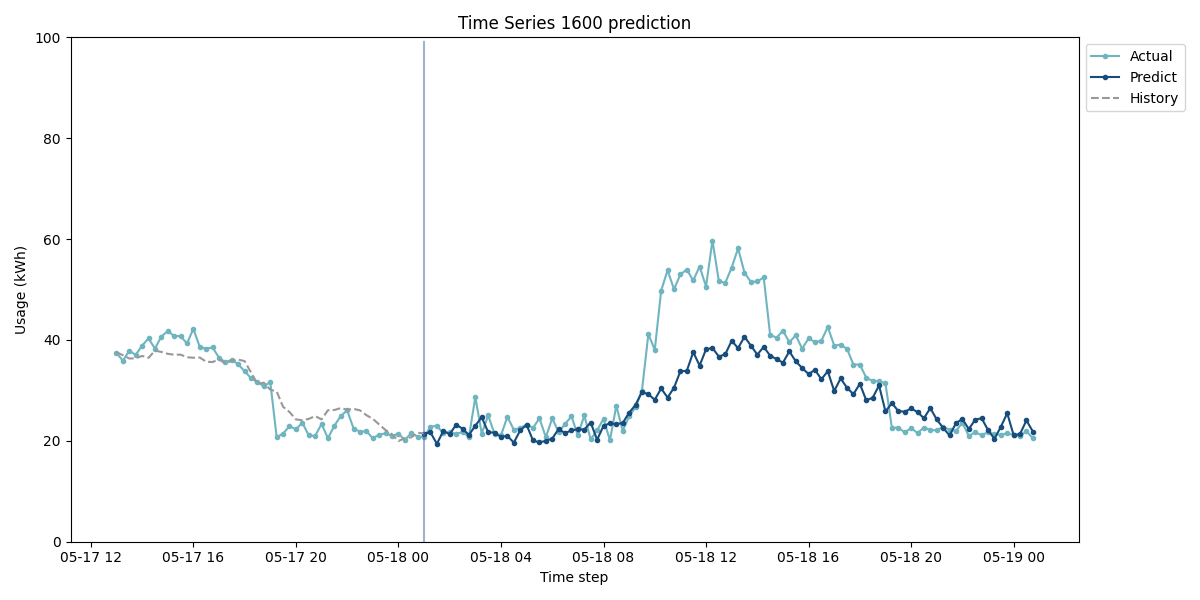 Time Series 1600 prediction
100
80
60
40
20
0
Usage (kWh)
05-17 12
05-17 16
05-17 20
05-18 00
05-18 04
05-18 08
05-18 12
05-18 16
05-18 20
05-19 00
Time step
Actual
Predict
History